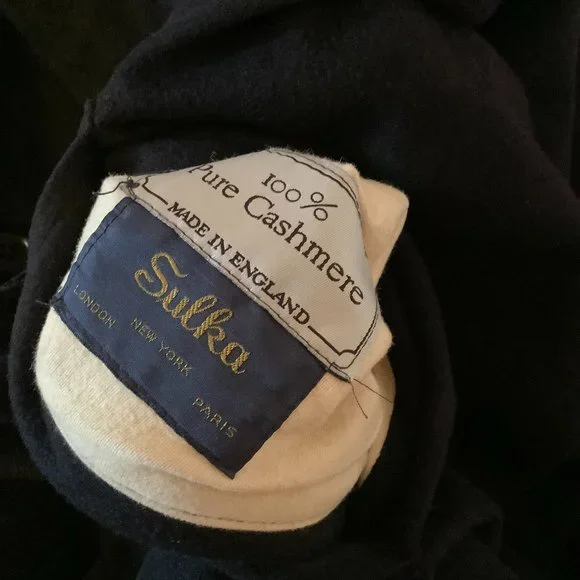 100%
Pure Cashmere
MADE IN ENGLAND
Sulka
LONDON NEW YORK PARIS